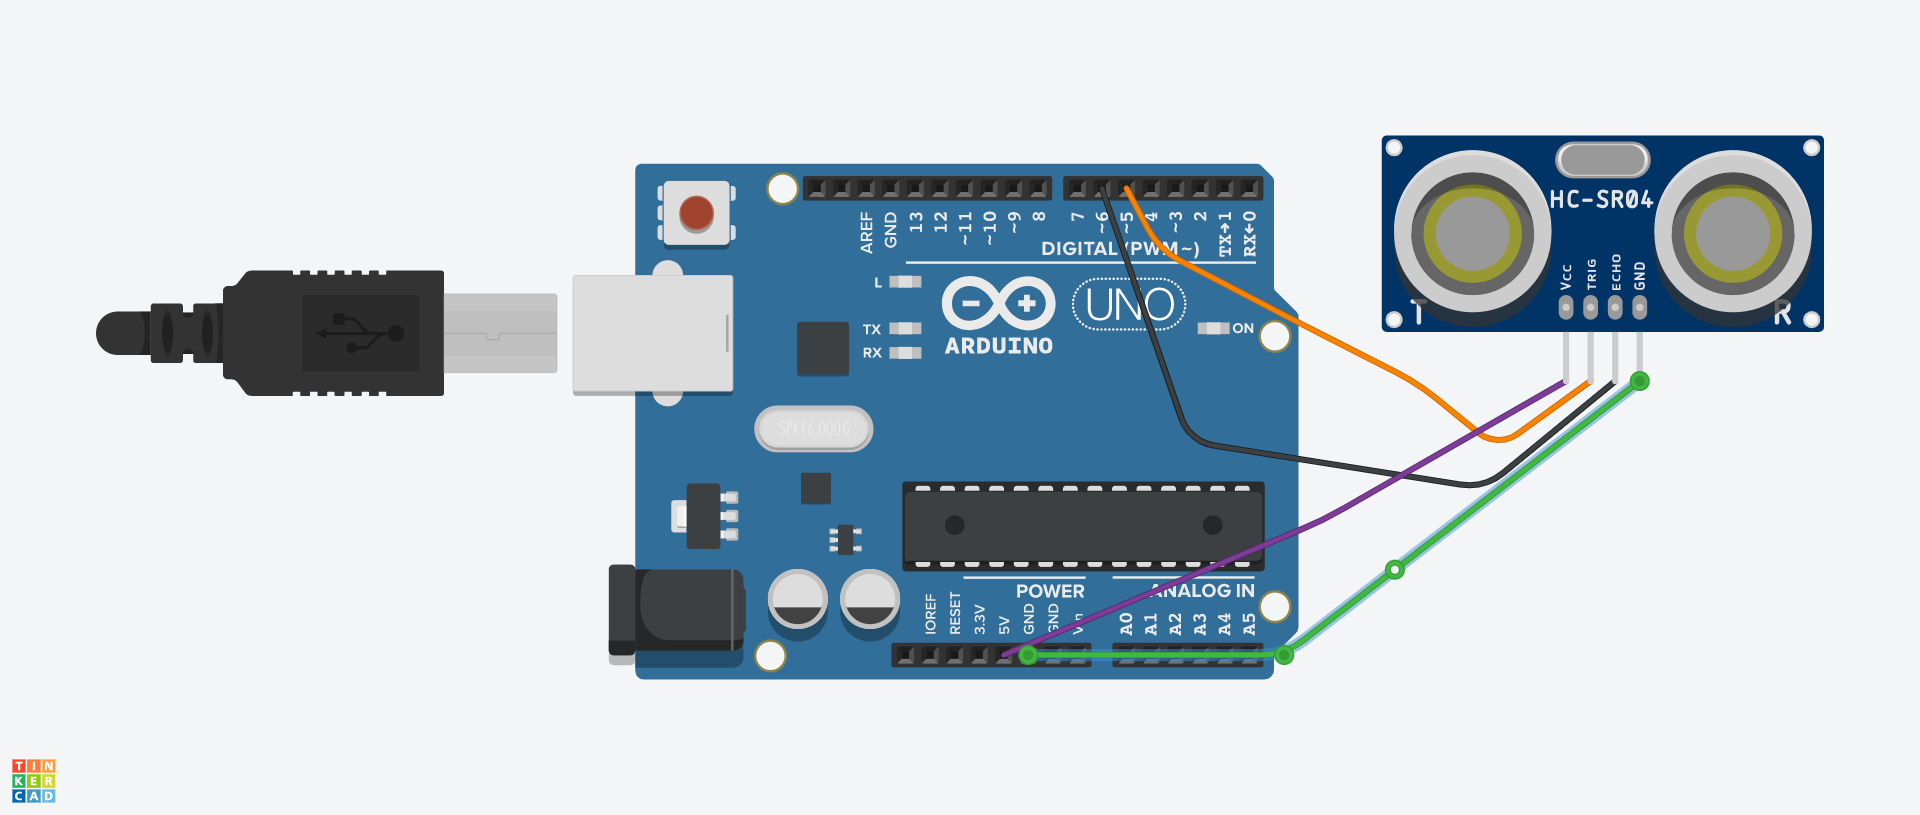 AREF
GND
13
12
~11
~10
~9
8
7
~6
~5
4
~3
2
TX→1
RX←0
DIGITAL (PWM~)
L
TX
RX
ON
UNO
ARDUINO
SPK16.000G
POWER
ANALOG IN
IOREF
RESET
3.3V
5V
GND
GND
Vin
A0
A1
A2
A3
A4
A5
HC-SR04
VCC
TRIG
ECHO
GND
T
R
TIN
KER
CAD